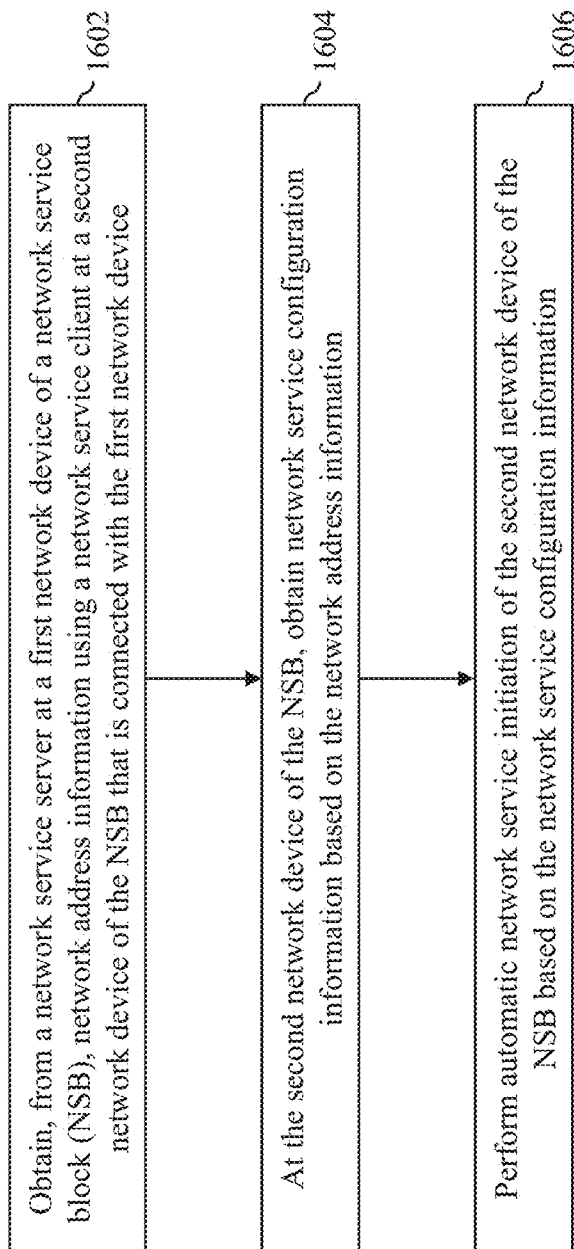 Obtain, from a network service server at a first network device of a network service
block (NSB), network address information using a network service client at a second
network device of the NSB that is connected with the first network device
1602
At the second network device of the NSB, obtain network service configuration
information based on the network address information
1604
Perform automatic network service initiation of the second network device of the
NSB based on the network service configuration information
1606